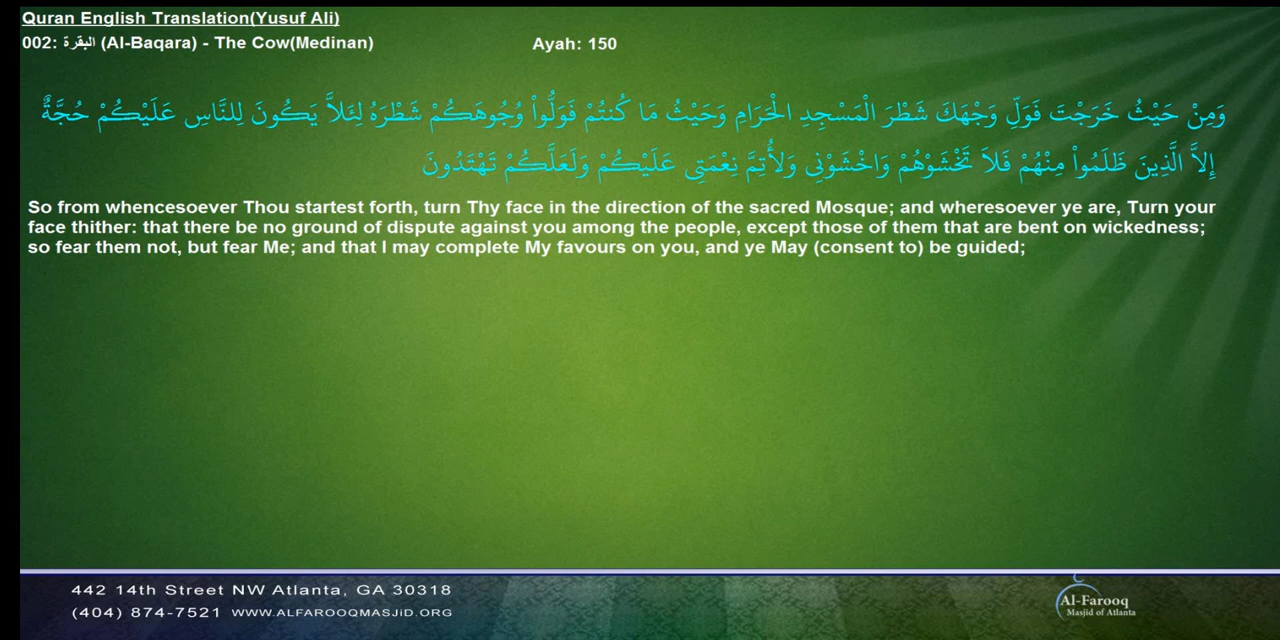 Quran English Translation(Yusuf Ali)
002: البقرة (Al-Baqara) - The Cow(Medinan)
Ayah: 150
وَمِنْ حَيْثُ خَرَجْتَ فَوَلِّ وَجْهَكَ شَطْرَ الْمَسْجِدِ الْحَرَامِ وَحَيْثُ مَا كُنتُمْ فَوَلُّواْ وُجُوهَكُمْ شَطْرَهُ لِئَلاَّ يَكُونَ لِلنَّاسِ عَلَيْكُمْ حُجَّةٌ
إِلاَّ الَّذِينَ ظَلَمُواْ مِنْهُمْ فَلاَ تَخْشَوْهُمْ وَاخْشَوْنِي وَلأُتِمَّ نِعْمَتِي عَلَيْكُمْ وَلَعَلَّكُمْ تَهْتَدُونَ
So from whencesoever Thou startest forth, turn Thy face in the direction of the sacred Mosque; and wheresoever ye are, Turn your
face thither: that there be no ground of dispute against you among the people, except those of them that are bent on wickedness;
so fear them not, but fear Me; and that I may complete My favours on you, and ye May (consent to) be guided;
442 14th Street NW Atlanta, GA 30318
(404) 874-7521 WWW.ALFAROOQMASJiD.ORG
Al-Farooq
Masjid of Atlanta